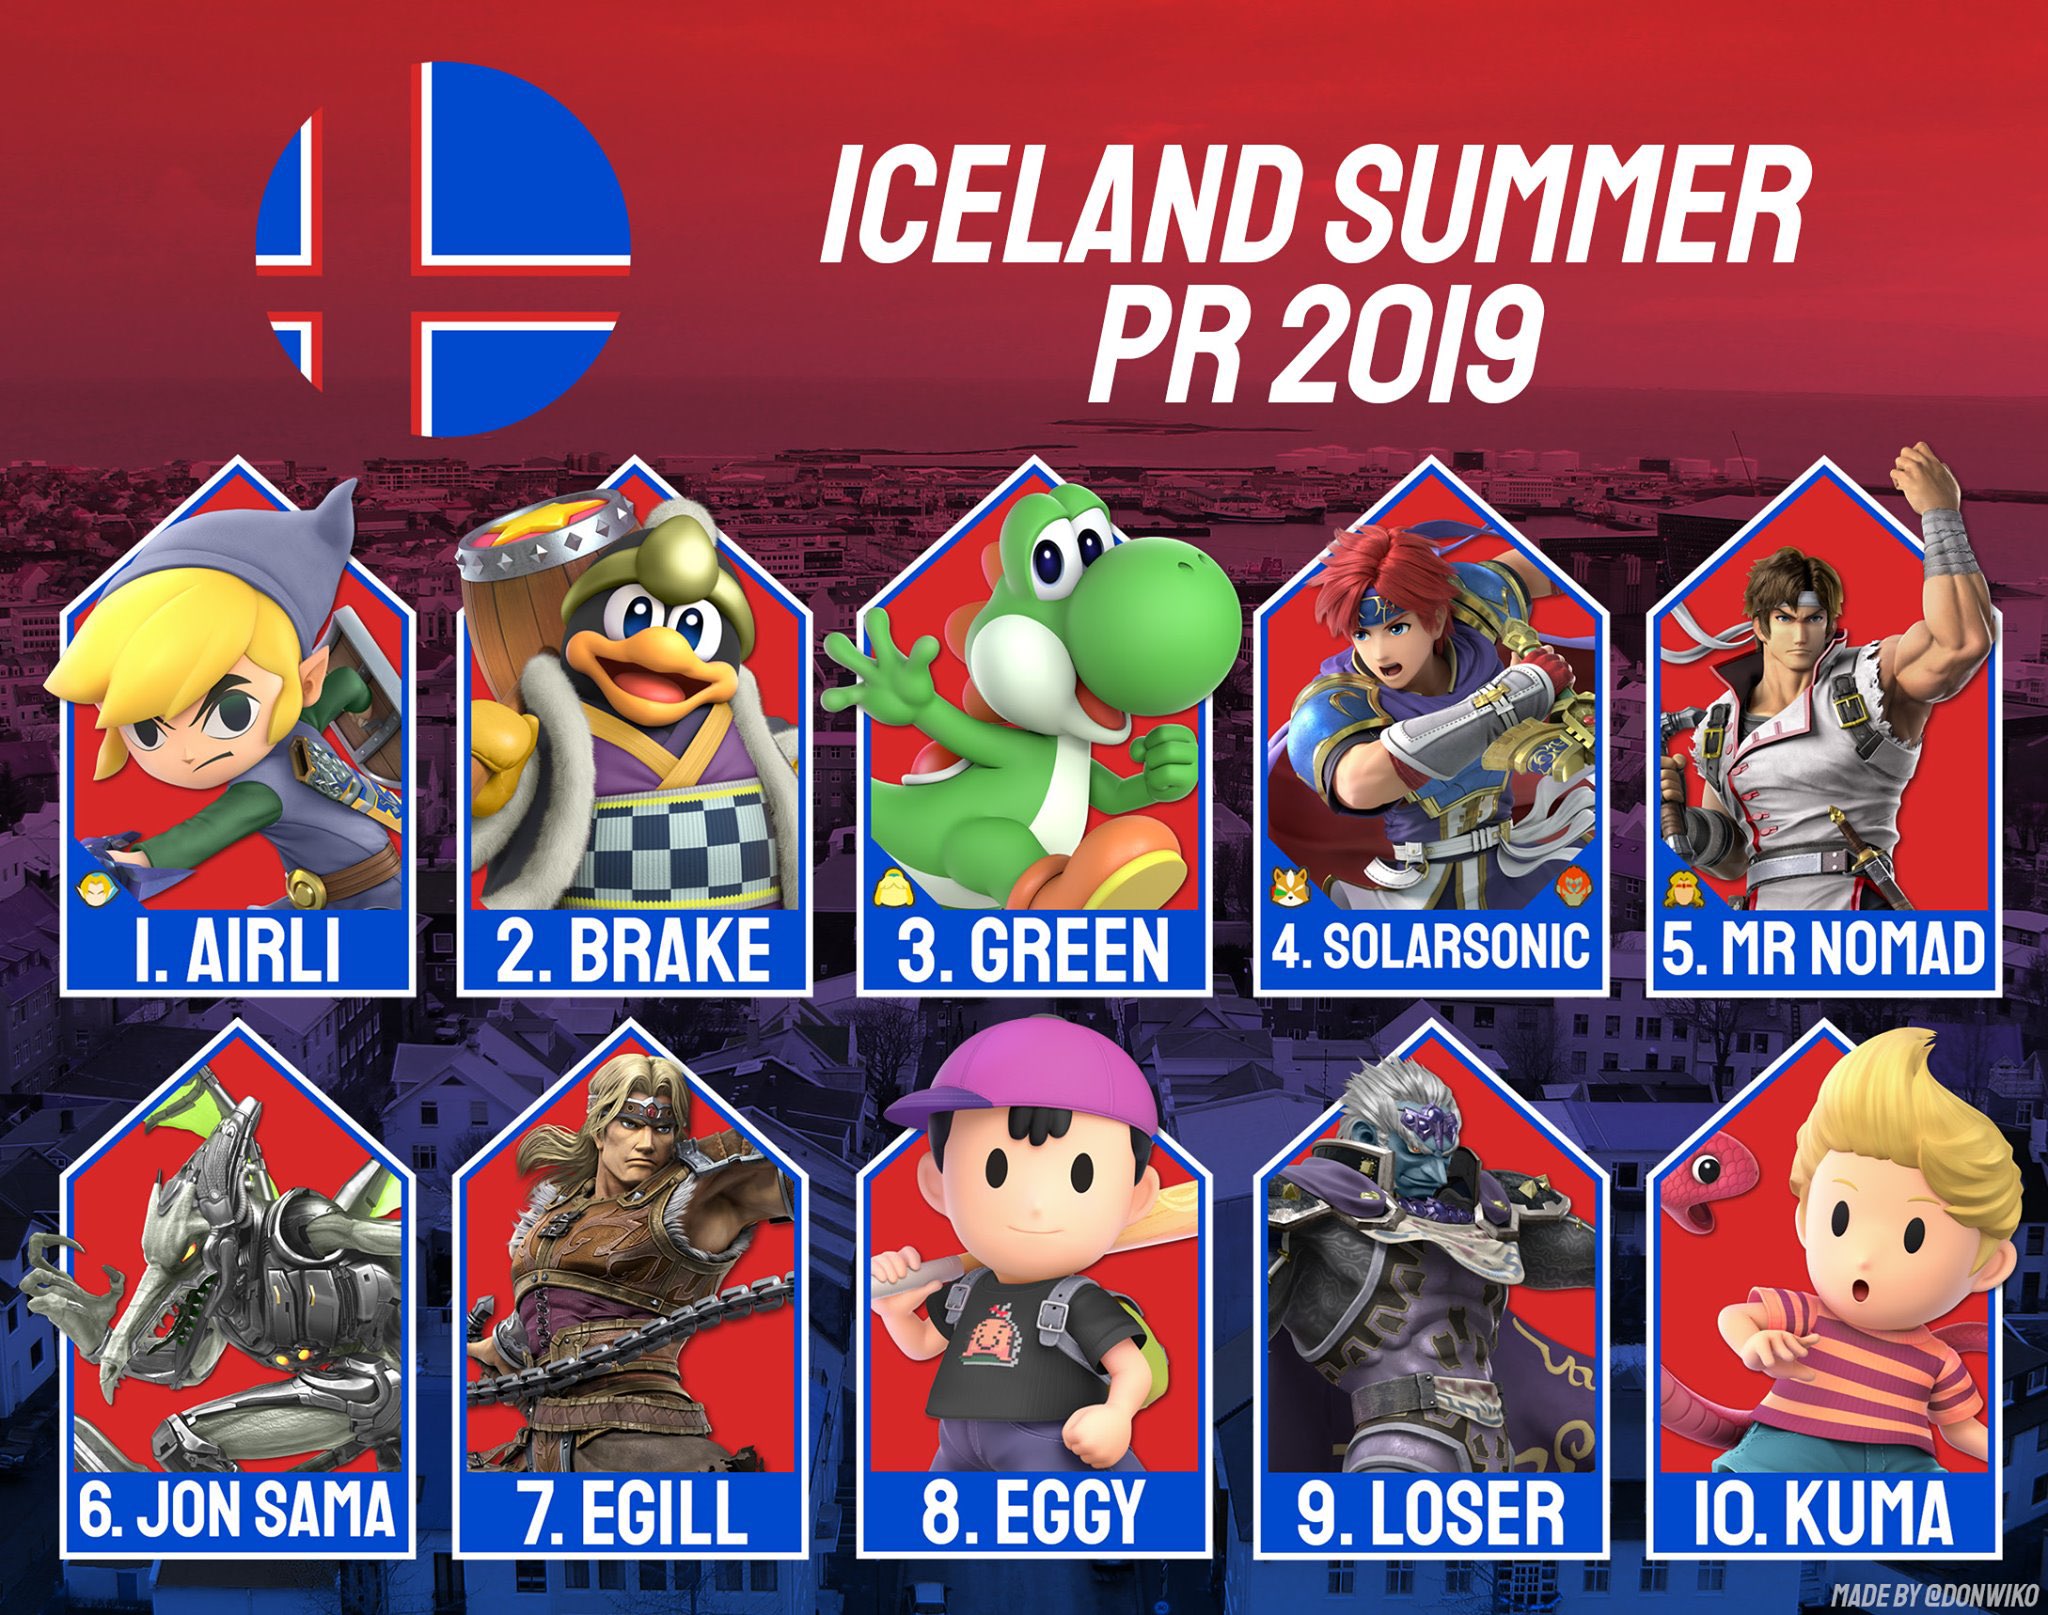 ICELAND SUMMER
PR 2019
1. AIRLI
2. BRAKE
3. GREEN
4. SOLARSONIC
5. MR NOMAD
6. JON SAMA
7. EGILL
8. EGGY
9. LOSER
10. KUMA
MADE BY @DONWIKO